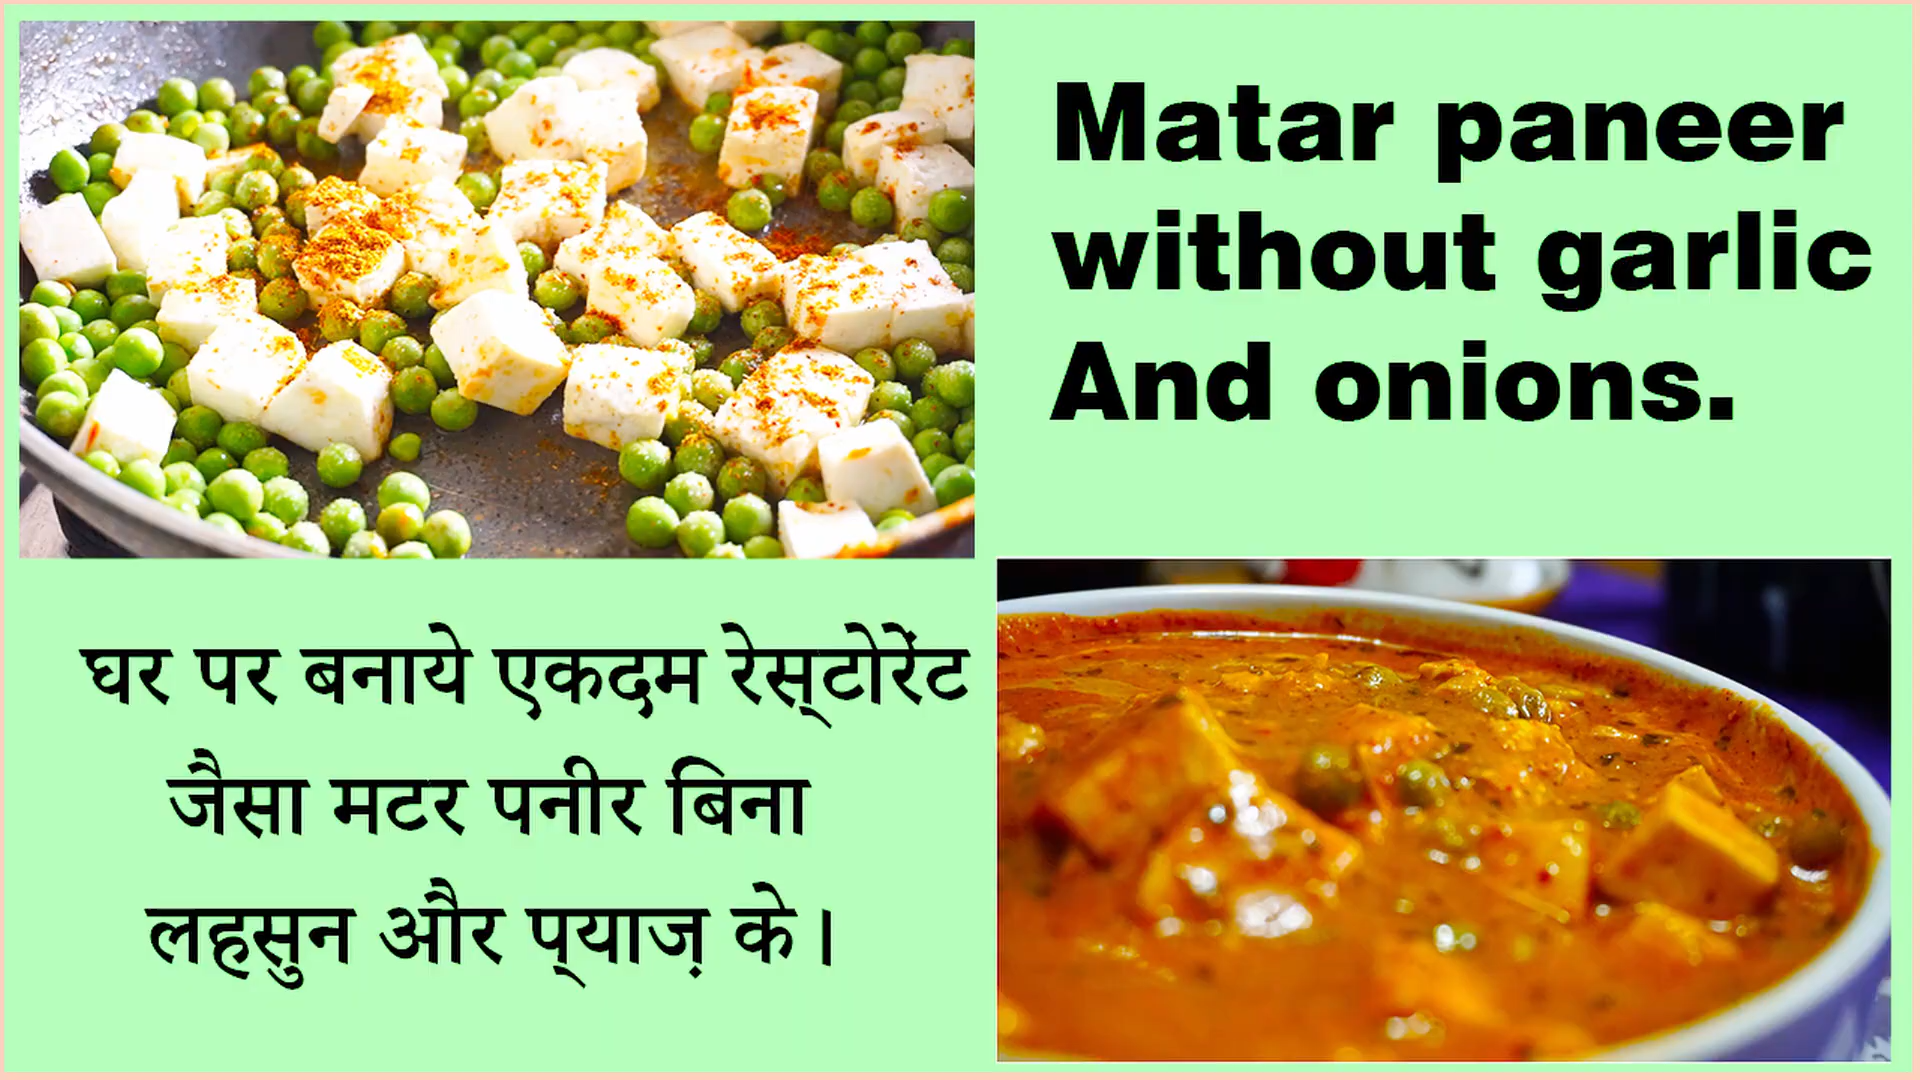 Matar paneer
without garlic
And onions.
घर पर बनाये एकदम रेस्‌टोरेंट
जैसा मटर पनीर बिना
लहसुन और प्‌याज़ के।